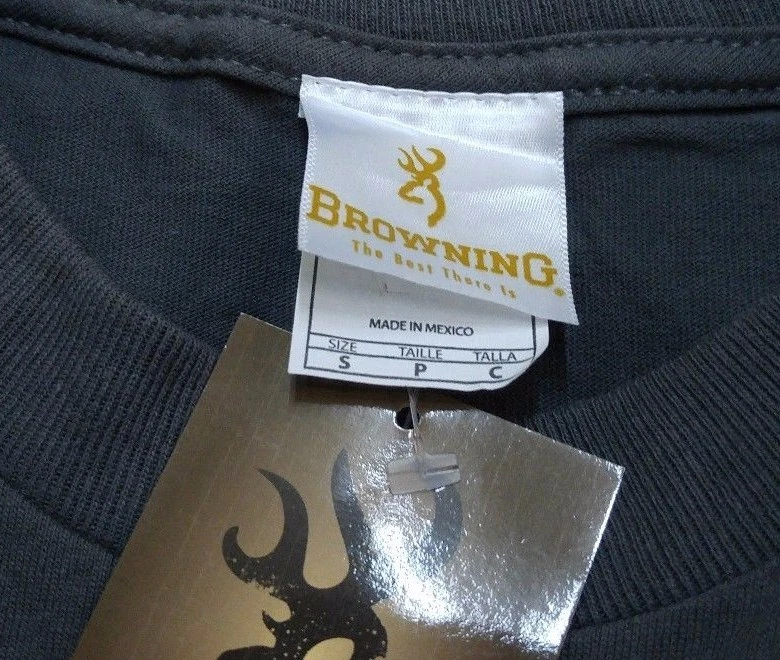 BROWNING®
The Best There Is
MADE IN MEXICO
SIZE TAILLE TALLA
S P C